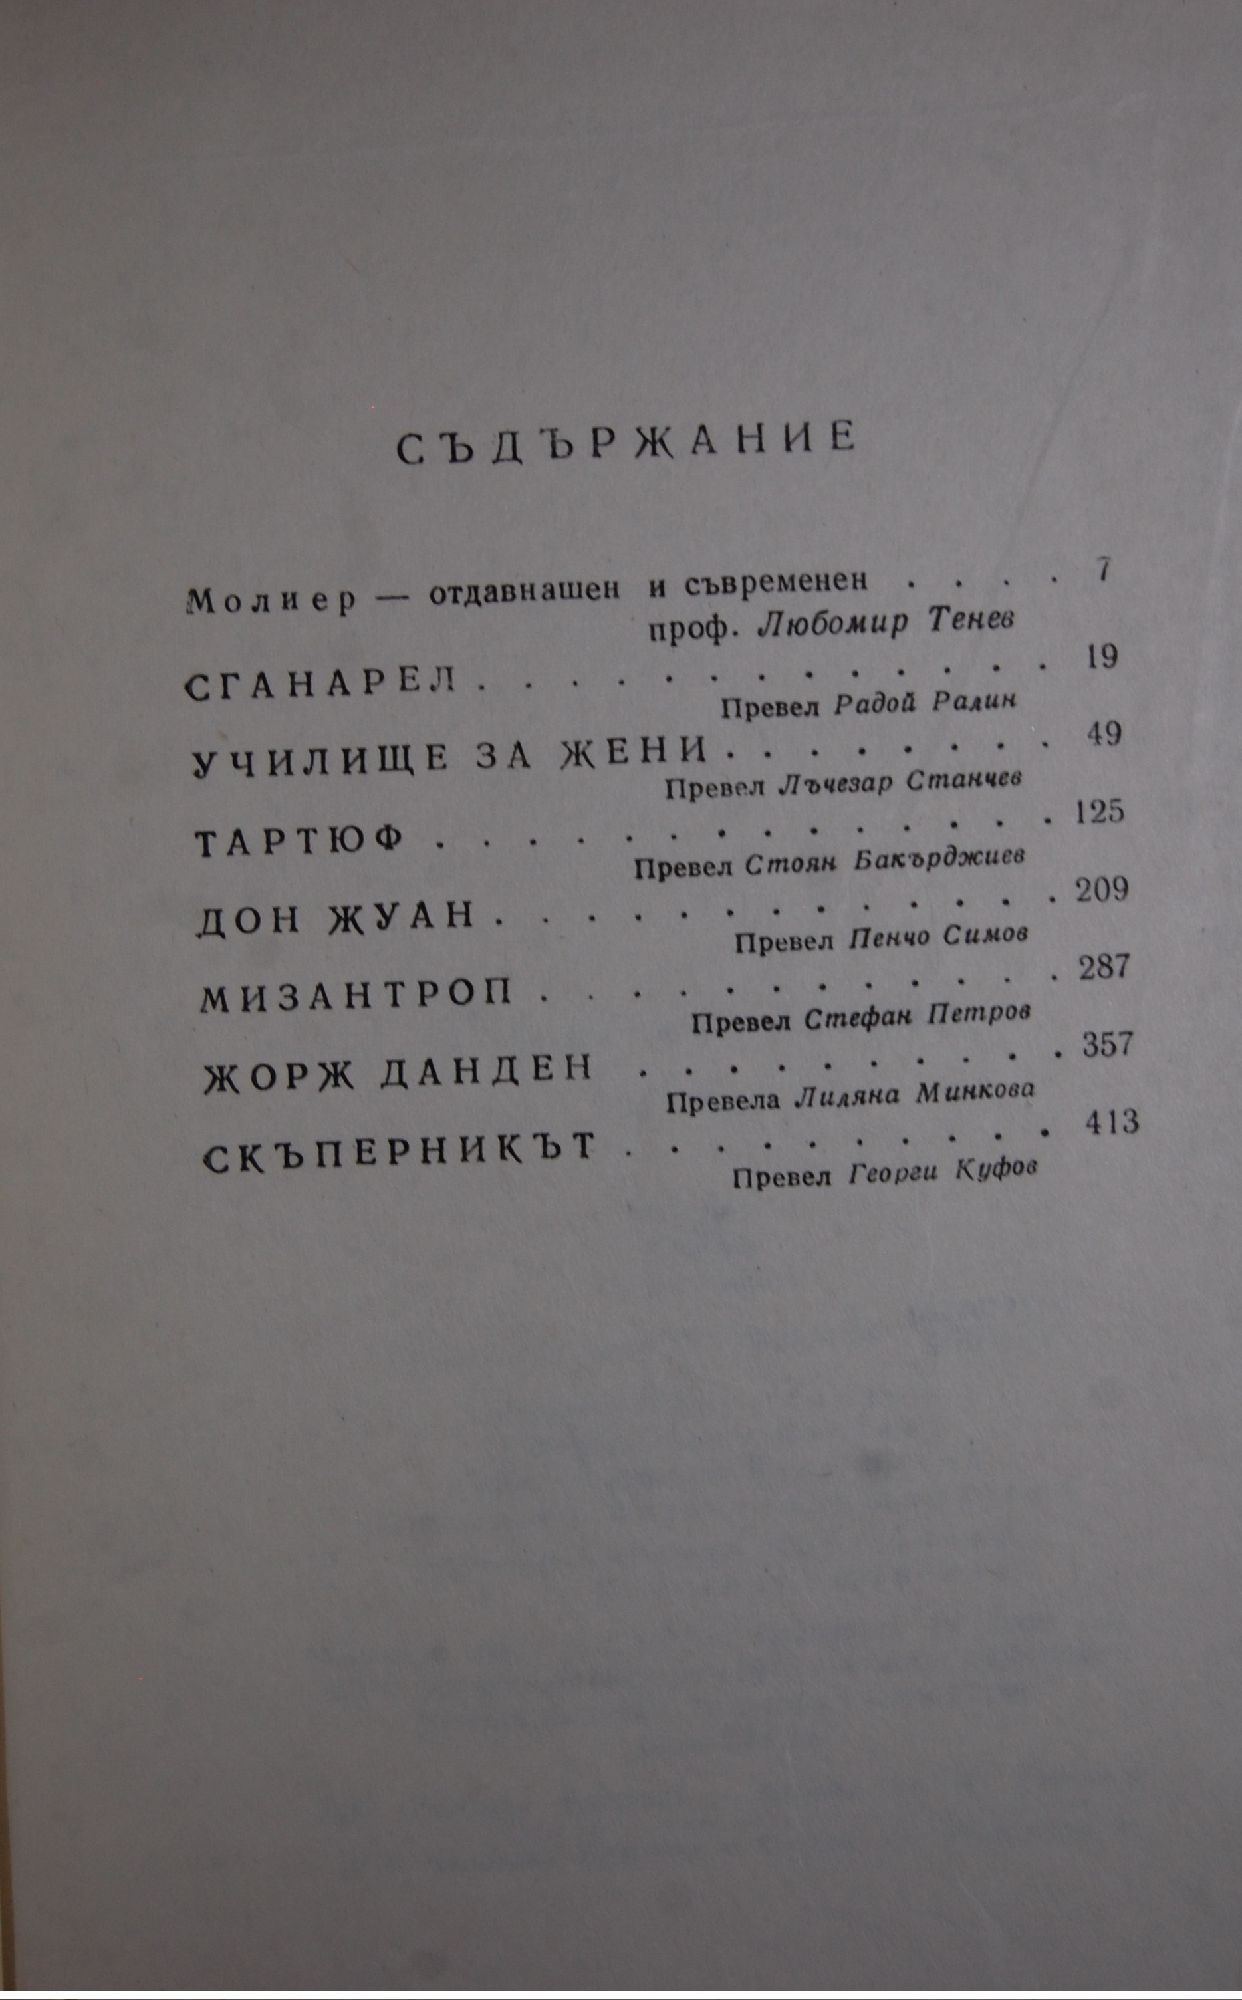 СЪДЪРЖАНИЕ
Молиер — отдавнашен и съвременен . . . . 7
проф. Любомир Тенев
СГАНАРЕЛ . . . . . . . . . . . . . 19
Превел Радой Ралин
УЧИЛИЩЕ ЗА ЖЕНИ . . . . . . . . 49
Превел Лъчезар Станчев
ТАРТЮФ . . . . . . . . . . . . . . 125
Превел Стоян Бакърджиев
ДОН ЖУАН . . . . . . . . . . . . . 209
Превел Пенчо Симов
МИЗАНТРОП . . . . . . . . . . . . 287
Превел Стефан Петров
ЖОРЖ ДАНДЕН . . . . . . . . . . 357
Превела Лиляна Минкова
СКЪПЕРНИКЪТ . . . . . . . . . . 413
Превел Георги Куфов